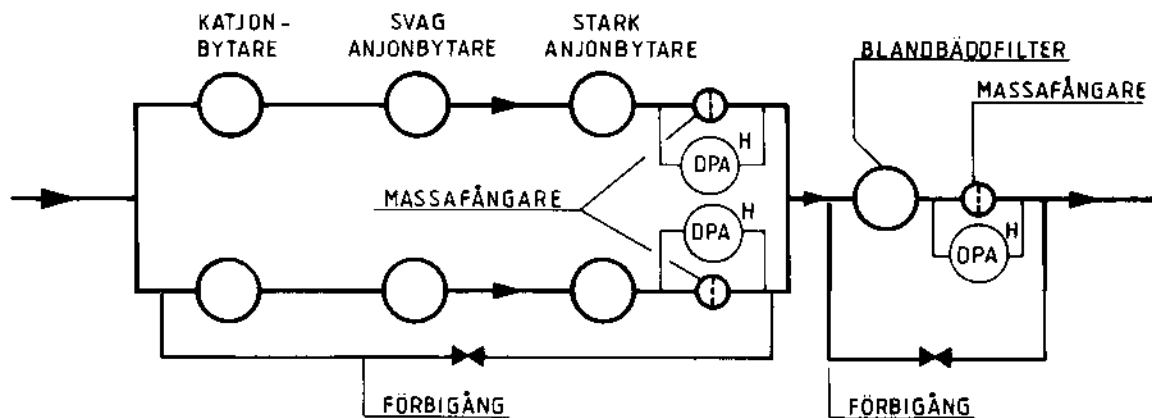 KATJON-
BYTARE
SVAG
ANJONBYTARE
STARK
ANJONBYTARE
BLANDBÄDDFILTER
MASSAFÅNGARE
H
DPA
MASSAFÅNGARE
H
DPA
H
DPA
FÖRBIGÅNG
FÖRBIGÅNG